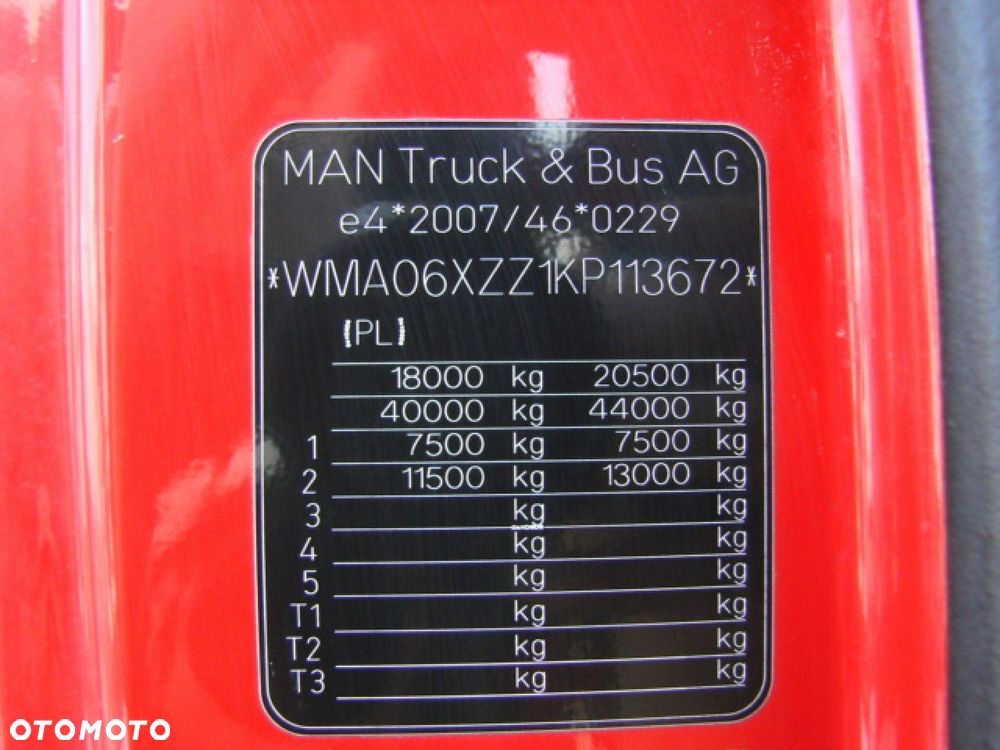 MAN Truck & Bus AG
e4*2007/46*0229
*WMA06XZZ1KP113672*
(PL)
18000 kg 20500 kg
40000 kg 44000 kg
1 7500 kg 7500 kg
2 11500 kg 13000 kg
3 kg kg
4 kg kg
5 kg kg
T1 kg kg
T2 kg kg
T3 kg kg
OTOMOTO